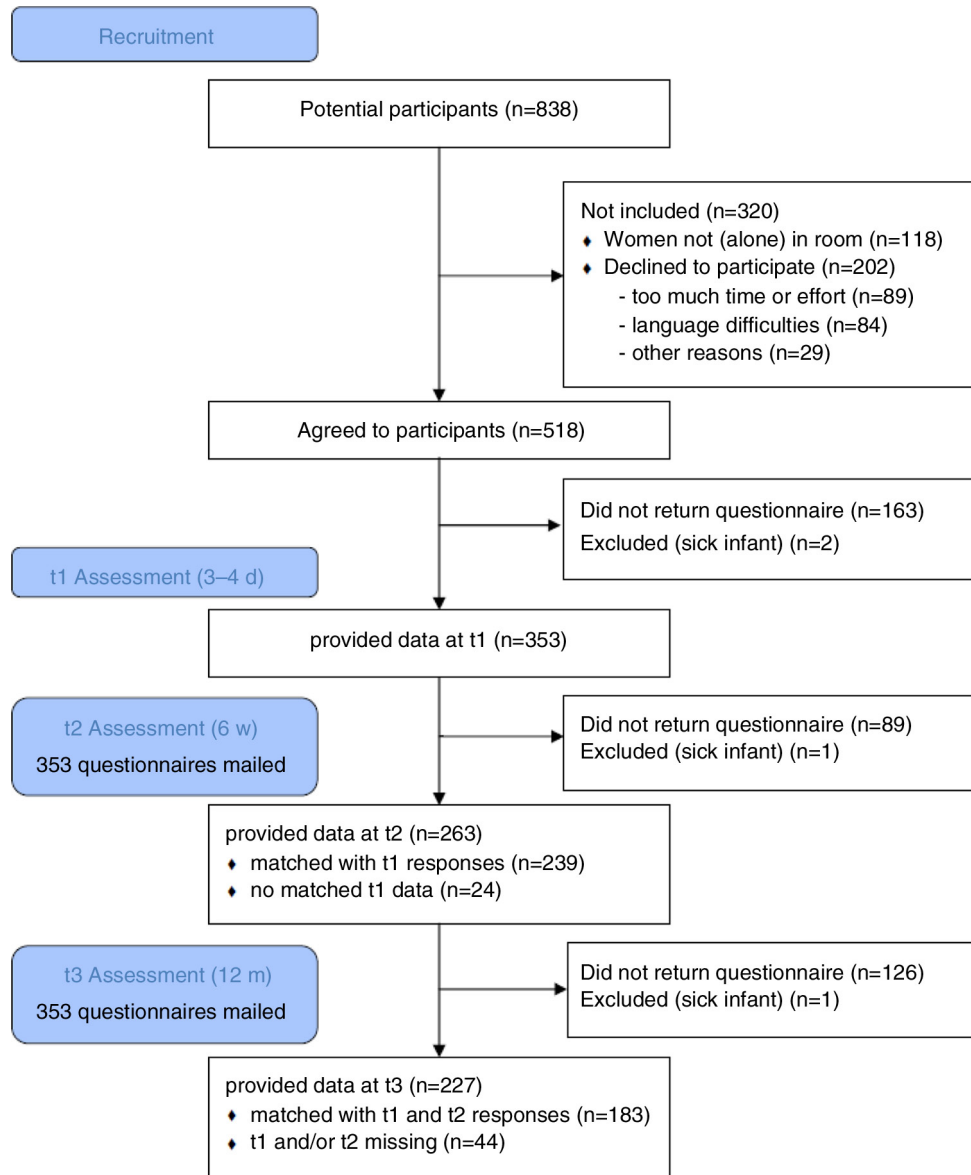 Recruitment
Potential participants (n=838)
Not included (n=320)
♦ Women not (alone) in room (n=118)
♦ Declined to participate (n=202)
- too much time or effort (n=89)
- language difficulties (n=84)
- other reasons (n=29)
Agreed to participants (n=518)
Did not return questionnaire (n=163)
Excluded (sick infant) (n=2)
t1 Assessment (3–4 d)
provided data at t1 (n=353)
t2 Assessment (6 w)
353 questionnaires mailed
Did not return questionnaire (n=89)
Excluded (sick infant) (n=1)
provided data at t2 (n=263)
♦ matched with t1 responses (n=239)
♦ no matched t1 data (n=24)
t3 Assessment (12 m)
353 questionnaires mailed
Did not return questionnaire (n=126)
Excluded (sick infant) (n=1)
provided data at t3 (n=227)
♦ matched with t1 and t2 responses (n=183)
♦ t1 and/or t2 missing (n=44)